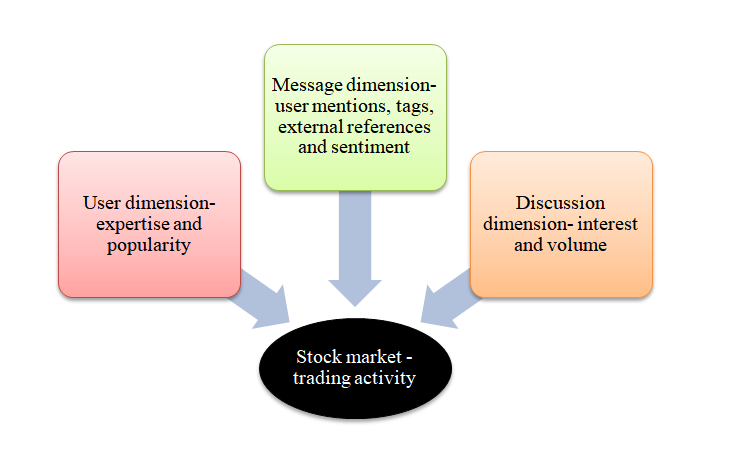 Message dimension-
user mentions, tags,
external references
and sentiment
User dimension-
expertise and
popularity
Discussion
dimension- interest
and volume
Stock market -
trading activity